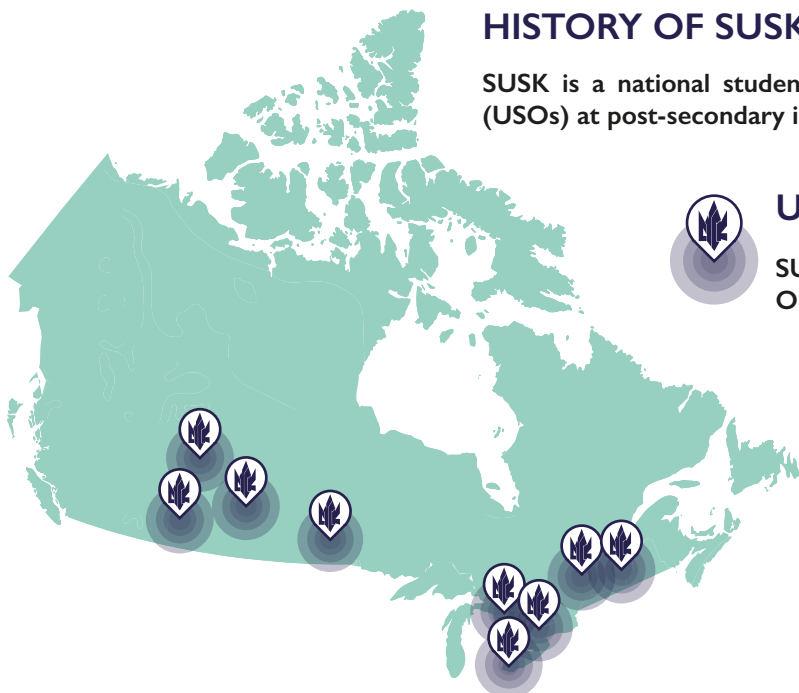 HISTORY OF SUSK
SUSK is a national studen
(USOs) at post-secondary i
U
SU
O